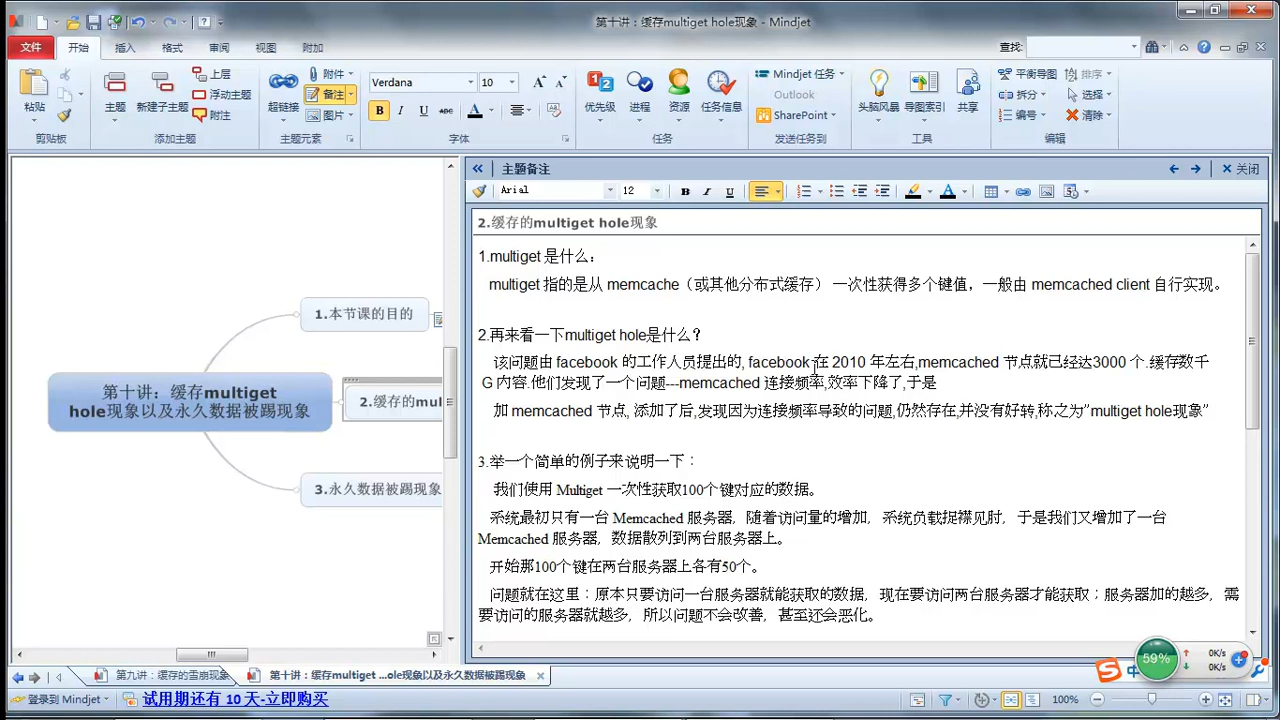 第十讲：缓存multiget hole现象 - Mindjet
文件 开始 插入 格式 审阅 视图 附加 查找:
粘贴
剪贴板
主题 新建子主题 上层 浮动主题 附注
添加主题
超链接 附件 备注 图片
主题元素
Verdana 10
B I U abc A
字体
优先级 进程 资源 任务信息
任务
Mindjet 任务
Outlook
SharePoint
发送任务到
头脑风暴 导图索引 共享
工具
平衡导图 排序
拆分 选择
编号 清除
编辑
主题备注 关闭
Arial 12 B I U
2.缓存的multiget hole现象
1.multiget 是什么：
multiget 指的是从 memcache（或其他分布式缓存） 一次性获得多个键值，一般由 memcached client 自行实现。
2.再来看一下multiget hole是什么？
该问题由 facebook 的工作人员提出的, facebook 在 2010 年左右,memcached 节点就已经达3000 个.缓存数千
G 内容.他们发现了一个问题---memcached 连接频率,效率下降了,于是
加 memcached 节点, 添加了后,发现因为连接频率导致的问题,仍然存在,并没有好转,称之为”multiget hole现象”
3.举一个简单的例子来说明一下：
我们使用 Multiget 一次性获取100个键对应的数据。
系统最初只有一台 Memcached 服务器，随着访问量的增加，系统负载捉襟见肘，于是我们又增加了一台
Memcached 服务器，数据散列到两台服务器上。
开始那100个键在两台服务器上各有50个。
问题就在这里：原本只要访问一台服务器就能获取的数据，现在要访问两台服务器才能获取；服务器加的越多，需
要访问的服务器就越多，所以问题不会改善，甚至还会恶化。
1.本节课的目的
第十讲：缓存multiget
hole现象以及永久数据被踢现象
2.缓存的mul
3.永久数据被踢现象
59% 0K/s
0K/s
第九讲：缓存的雪崩现象 第十讲：缓存multiget ...ole现象以及永久数据被踢现象
登录到 Mindjet 试用期还有 10 天-立即购买 100%